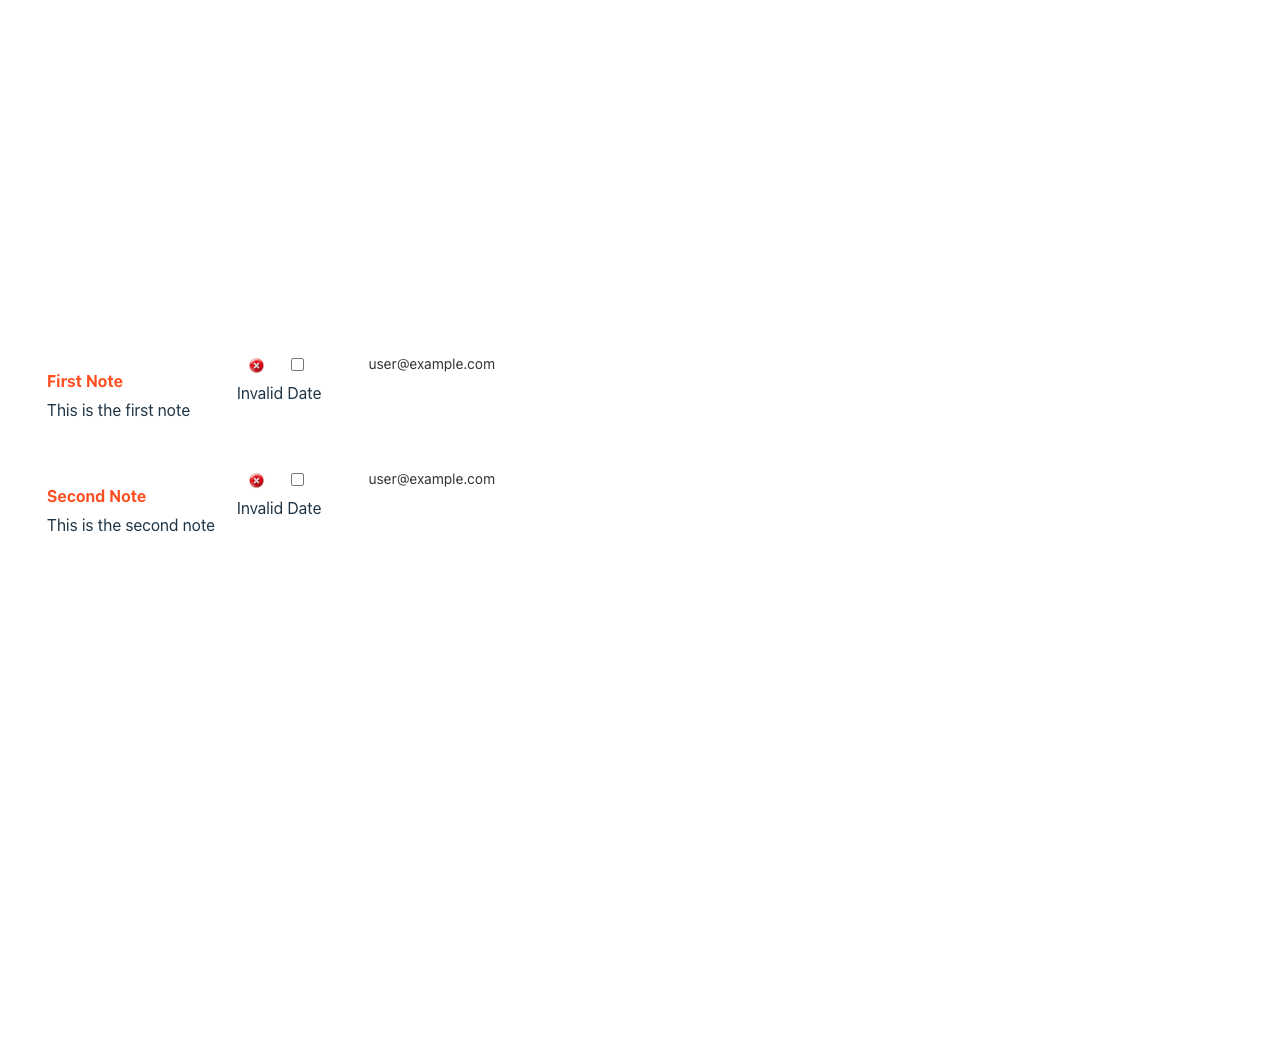 user@example.com
First Note
Invalid Date
This is the first note
user@example.com
Second Note
Invalid Date
This is the second note